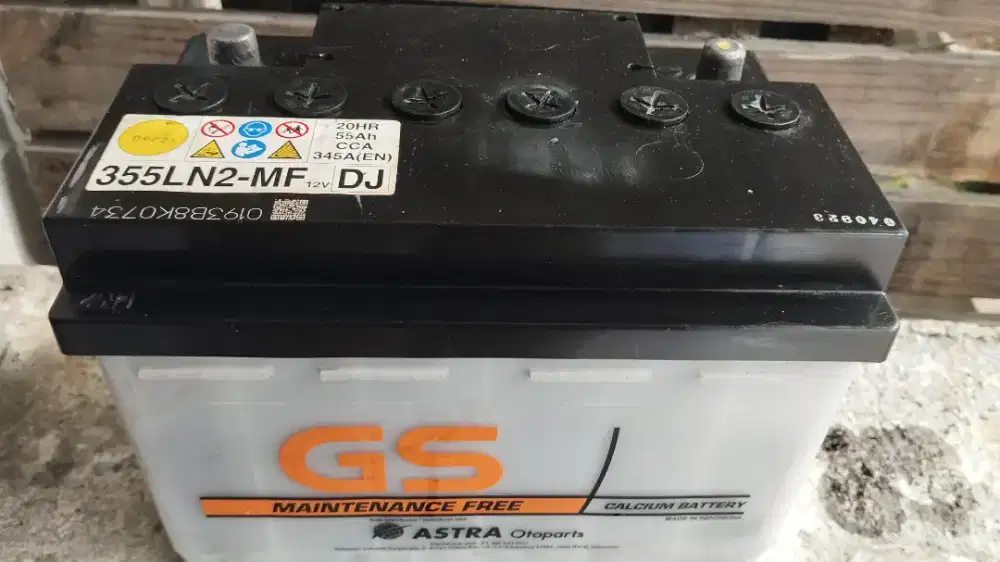 20HR
55Ah
CCA
345A(EN)
355LN2-MF 12V DJ
0193B8K0734
040923
GS
MAINTENANCE FREE
CALCIUM BATTERY
MADE IN INDONESIA
ASTRA Otoparts